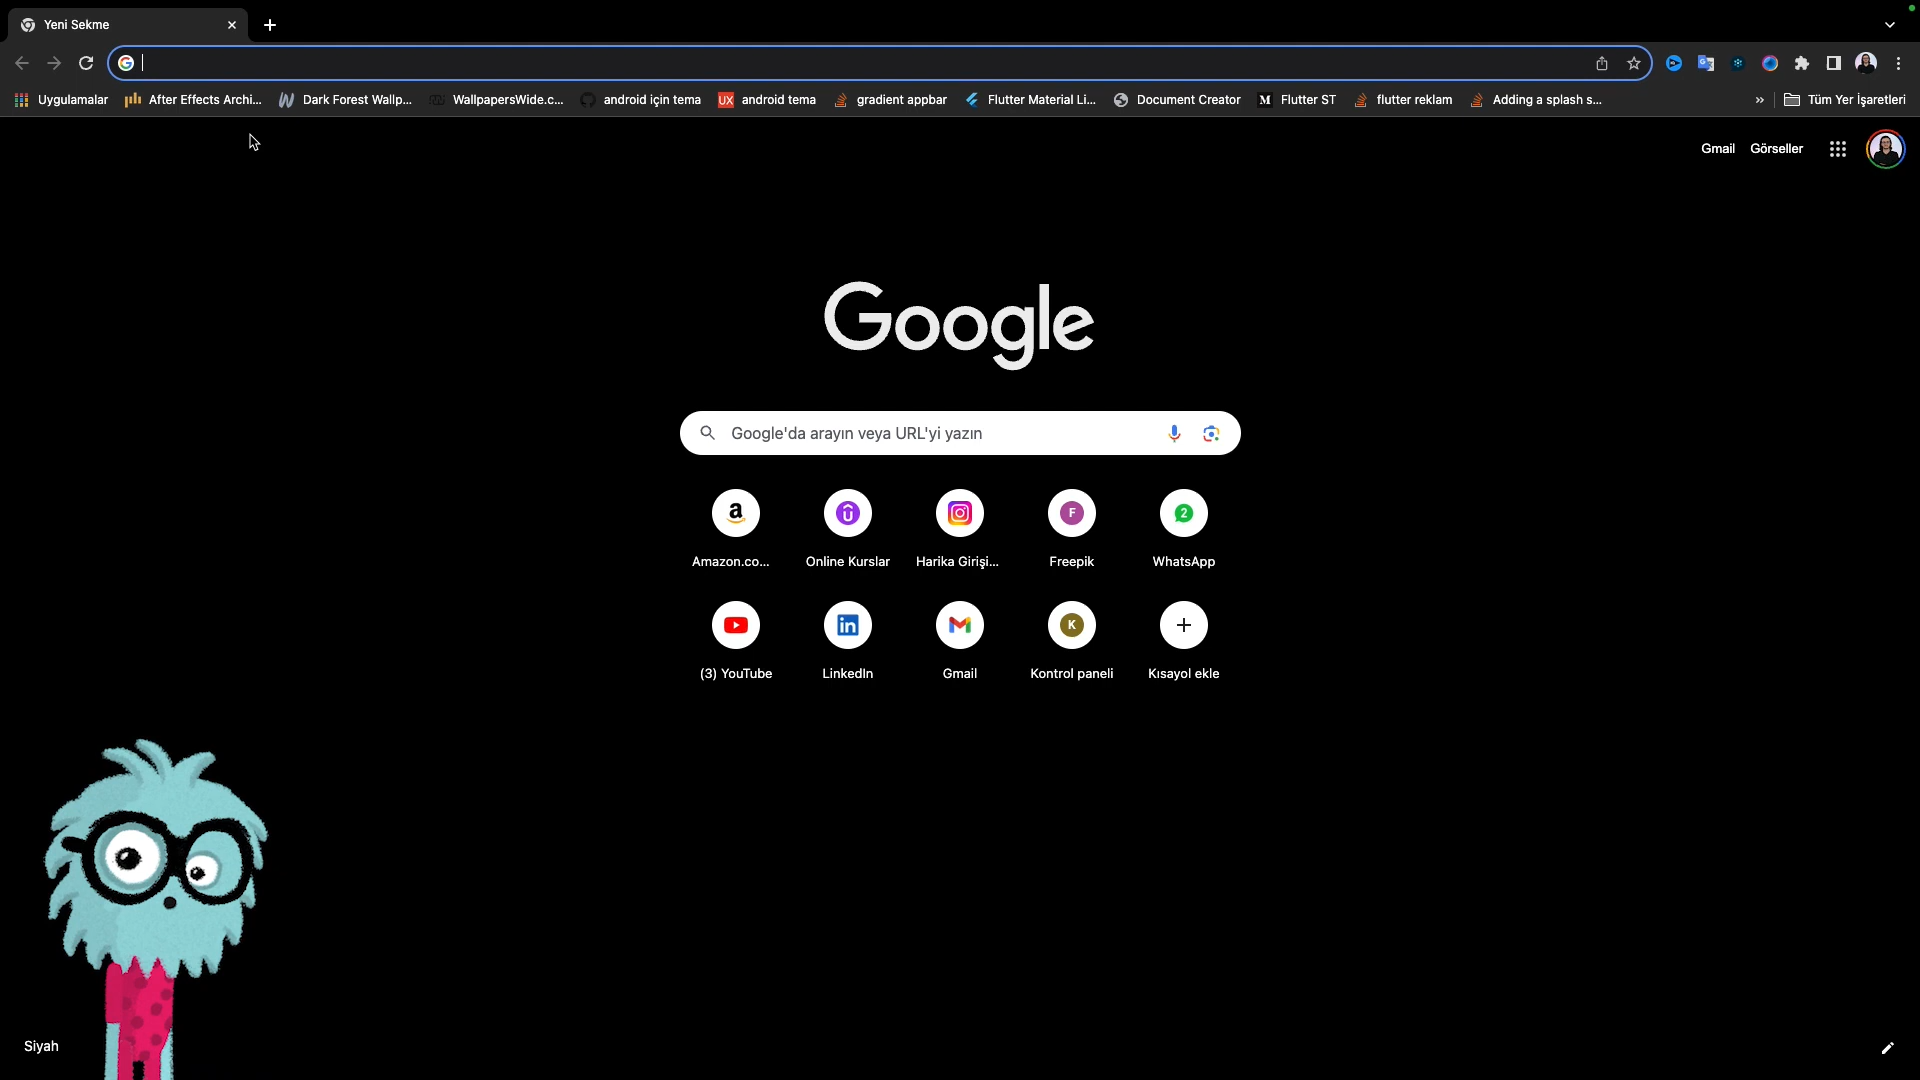 Yeni Sekme
Uygulamalar
After Effects Archi...
Dark Forest Wallp...
WallpapersWide.c...
android için tema
UX
android tema
gradient appbar
Flutter Material Li...
Document Creator
M
Flutter ST
flutter reklam
Adding a splash s...
»
Tüm Yer İşaretleri
Gmail
Görseller
Google
Google'da arayın veya URL'yi yazın
a
F
2
Amazon.co...
Online Kurslar
Harika Girişi...
Freepik
WhatsApp
in
K
(3) YouTube
LinkedIn
Gmail
Kontrol paneli
Kısayol ekle
Siyah